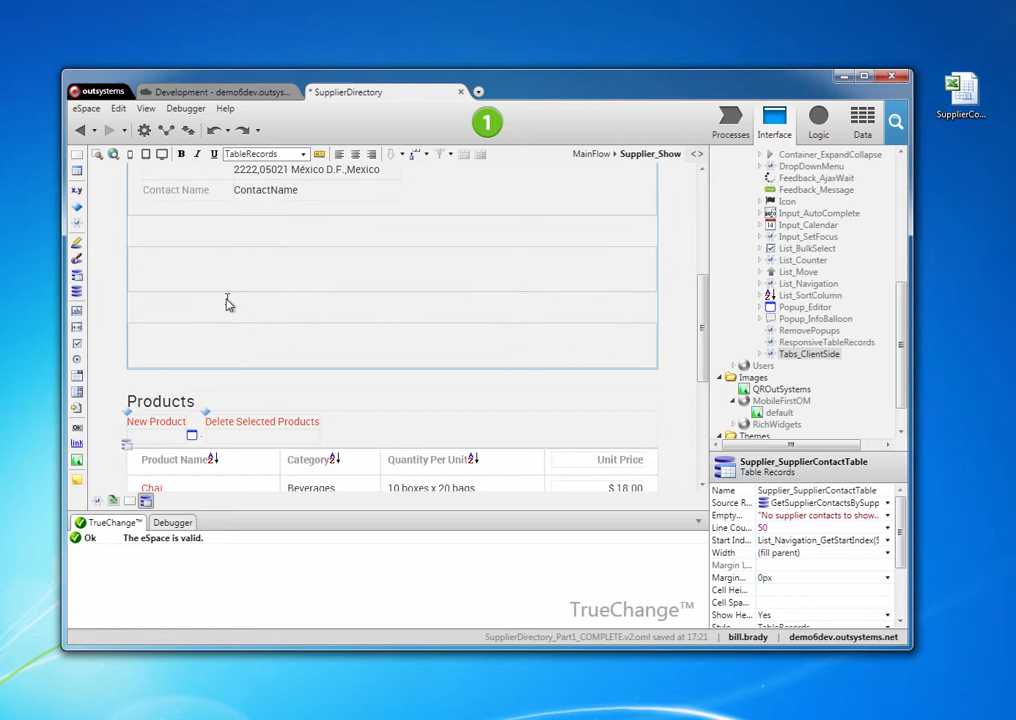 outsystems
Development - demo6dev.outsys...
* SupplierDirectory
eSpace Edit View Debugger Help
1
Processes Interface Logic Data
SupplierCo...
TableRecords
MainFlow Supplier_Show
2222,05021 México D.F.,Mexico
Contact Name ContactName
Products
New Product Delete Selected Products
Product Name Category Quantity Per Unit Unit Price
Chai Beverages 10 boxes x 20 bags $ 18.00
Container_ExpandCollapse
DropDownMenu
Feedback_AjaxWait
Feedback_Message
Icon
Input_AutoComplete
Input_Calendar
Input_SetFocus
List_BulkSelect
List_Counter
List_Move
List_Navigation
List_SortColumn
Popup_Editor
Popup_InfoBalloon
RemovePopups
ResponsiveTableRecords
Tabs_ClientSide
Users
Images
QROutSystems
MobileFirstOM
default
RichWidgets
Themes
Supplier_SupplierContactTable
Table Records
Name Supplier_SupplierContactTable
Source R... GetSupplierContactsBySupp
Empty... "No supplier contacts to show...
Line Cou... 50
Start Ind... List_Navigation_GetStartIndex(S
Width (fill parent)
Margin L...
Margin... 0px
Cell Hei...
Cell Spa...
Show He... Yes
TrueChange™ Debugger
Ok The eSpace is valid.
TrueChange™
SupplierDirectory_Part1_COMPLETE.v2.oml saved at 17:21 bill.brady demo6dev.outsystems.net